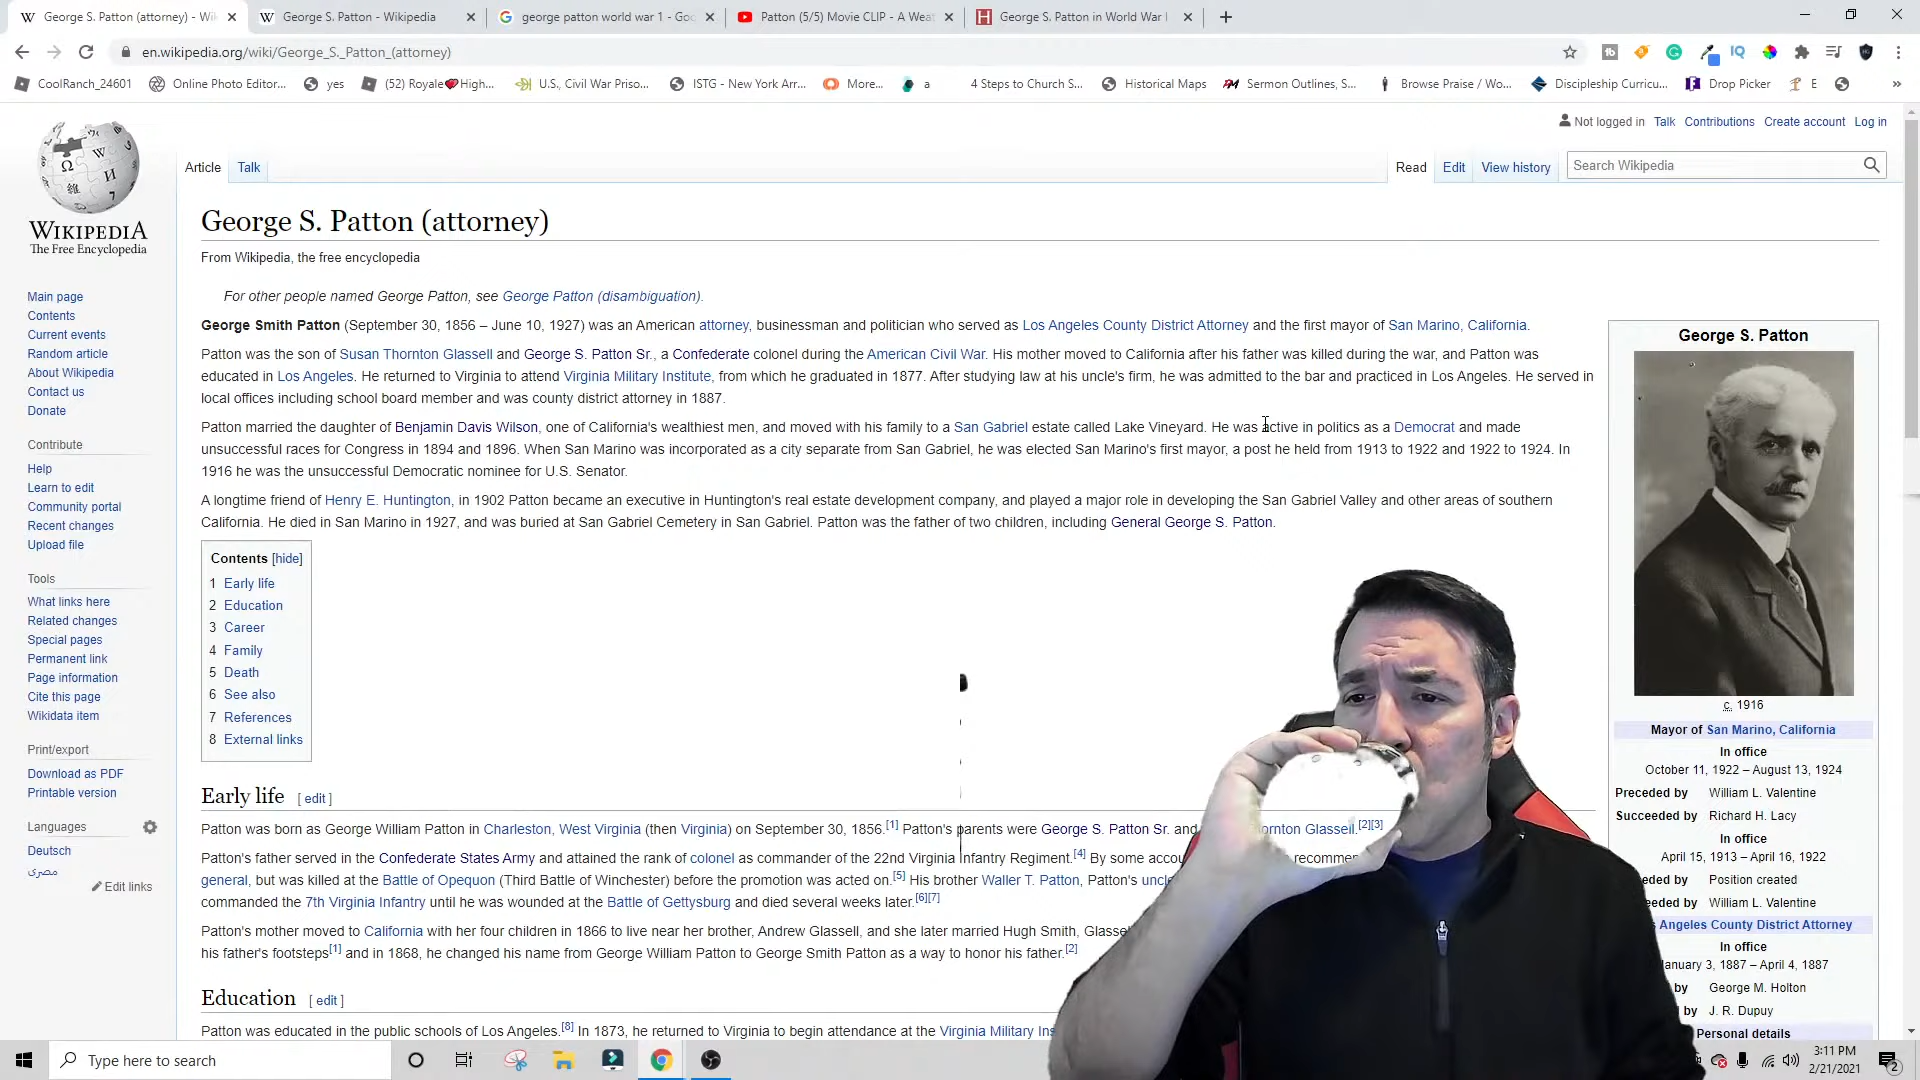 George S. Patton (attorney) - Wi
George S. Patton - Wikipedia
george patton world war 1 - Goo
Patton (5/5) Movie CLIP - A Wea
George S. Patton in World War I
en.wikipedia.org/wiki/George_S._Patton_(attorney)
CoolRanch_24601
Online Photo Editor...
yes
(52) Royale❤High...
U.S., Civil War Priso...
ISTG - New York Arr...
More...
a
4 Steps to Church S...
Historical Maps
Sermon Outlines, S...
Browse Praise / Wo...
Discipleship Curricu...
Drop Picker
E
Not logged in Talk Contributions Create account Log in
Article Talk
Read Edit View history
Search Wikipedia
WIKIPEDIA
The Free Encyclopedia
Main page
Contents
Current events
Random article
About Wikipedia
Contact us
Donate
Contribute
Help
Learn to edit
Community portal
Recent changes
Upload file
Tools
What links here
Related changes
Special pages
Permanent link
Page information
Cite this page
Wikidata item
Print/export
Download as PDF
Printable version
Languages
Deutsch
مصرى
Edit links
George S. Patton (attorney)
From Wikipedia, the free encyclopedia
For other people named George Patton, see George Patton (disambiguation).
George Smith Patton (September 30, 1856 – June 10, 1927) was an American attorney, businessman and politician who served as Los Angeles County District Attorney and the first mayor of San Marino, California.
Patton was the son of Susan Thornton Glassell and George S. Patton Sr., a Confederate colonel during the American Civil War. His mother moved to California after his father was killed during the war, and Patton was
educated in Los Angeles. He returned to Virginia to attend Virginia Military Institute, from which he graduated in 1877. After studying law at his uncle's firm, he was admitted to the bar and practiced in Los Angeles. He served in
local offices including school board member and was county district attorney in 1887.
Patton married the daughter of Benjamin Davis Wilson, one of California's wealthiest men, and moved with his family to a San Gabriel estate called Lake Vineyard. He was active in politics as a Democrat and made
unsuccessful races for Congress in 1894 and 1896. When San Marino was incorporated as a city separate from San Gabriel, he was elected San Marino's first mayor, a post he held from 1913 to 1922 and 1922 to 1924. In
1916 he was the unsuccessful Democratic nominee for U.S. Senator.
A longtime friend of Henry E. Huntington, in 1902 Patton became an executive in Huntington's real estate development company, and played a major role in developing the San Gabriel Valley and other areas of southern
California. He died in San Marino in 1927, and was buried at San Gabriel Cemetery in San Gabriel. Patton was the father of two children, including General George S. Patton.
Contents [hide]
1 Early life
2 Education
3 Career
4 Family
5 Death
6 See also
7 References
8 External links
Early life [ edit ]
Patton was born as George William Patton in Charleston, West Virginia (then Virginia) on September 30, 1856.[1] Patton's parents were George S. Patton Sr. and ornton Glassell.[2][3]
Patton's father served in the Confederate States Army and attained the rank of colonel as commander of the 22nd Virginia Infantry Regiment.[4] By some accou recommen
general, but was killed at the Battle of Opequon (Third Battle of Winchester) before the promotion was acted on.[5] His brother Waller T. Patton, Patton's uncle
commanded the 7th Virginia Infantry until he was wounded at the Battle of Gettysburg and died several weeks later.[6][7]
Patton's mother moved to California with her four children in 1866 to live near her brother, Andrew Glassell, and she later married Hugh Smith, Glasse
his father's footsteps[1] and in 1868, he changed his name from George William Patton to George Smith Patton as a way to honor his father.[2]
Education [ edit ]
Patton was educated in the public schools of Los Angeles.[8] In 1873, he returned to Virginia to begin attendance at the Virginia Military Ins
George S. Patton
c. 1916
Mayor of San Marino, California
In office
October 11, 1922 – August 13, 1924
Preceded by William L. Valentine
Succeeded by Richard H. Lacy
In office
April 15, 1913 – April 16, 1922
eded by Position created
eeded by William L. Valentine
Angeles County District Attorney
In office
anuary 3, 1887 – April 4, 1887
by George M. Holton
by J. R. Dupuy
Personal details
Type here to search
3:11 PM
2/21/2021
2